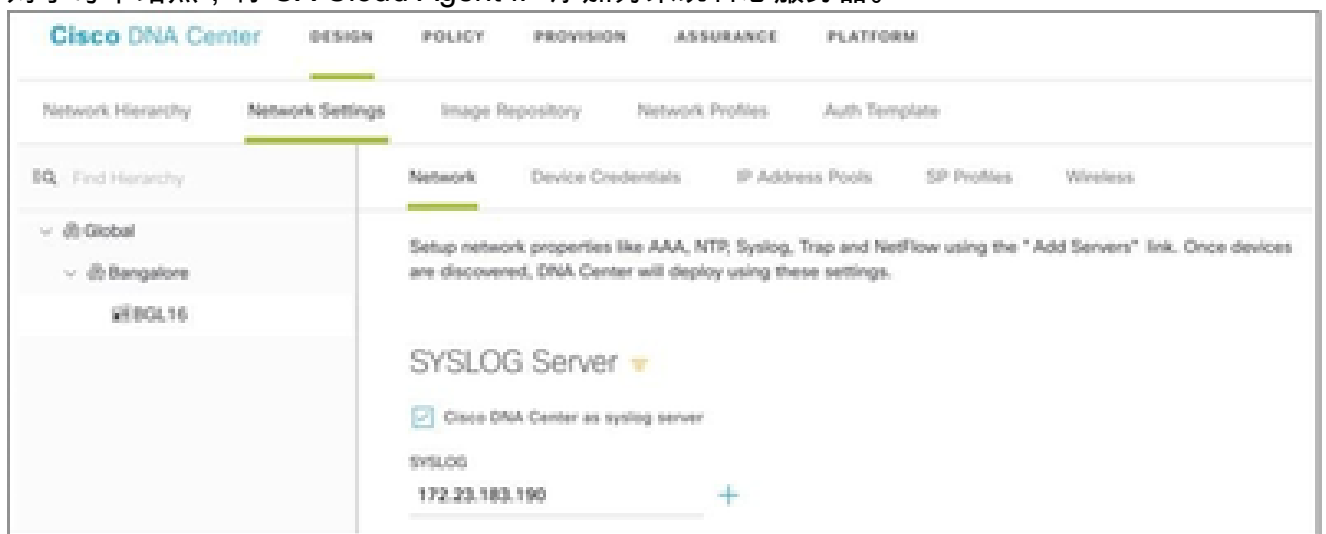 Cisco DNA Center DESIGN POLICY PROVISION ASSURANCE PLATFORM
Network Hierarchy Network Settings Image Repository Network Profiles Auth Template
Find Hierarchy
Network Device Credentials IP Address Pools SP Profiles Wireless
Global
Bangalore
BGL16
Setup network properties like AAA, NTP, Syslog, Trap and NetFlow using the "Add Servers" link. Once devices
are discovered, DNA Center will deploy using these settings.
SYSLOG Server
Cisco DNA Center as syslog server
SYSLOG
172.23.183.190